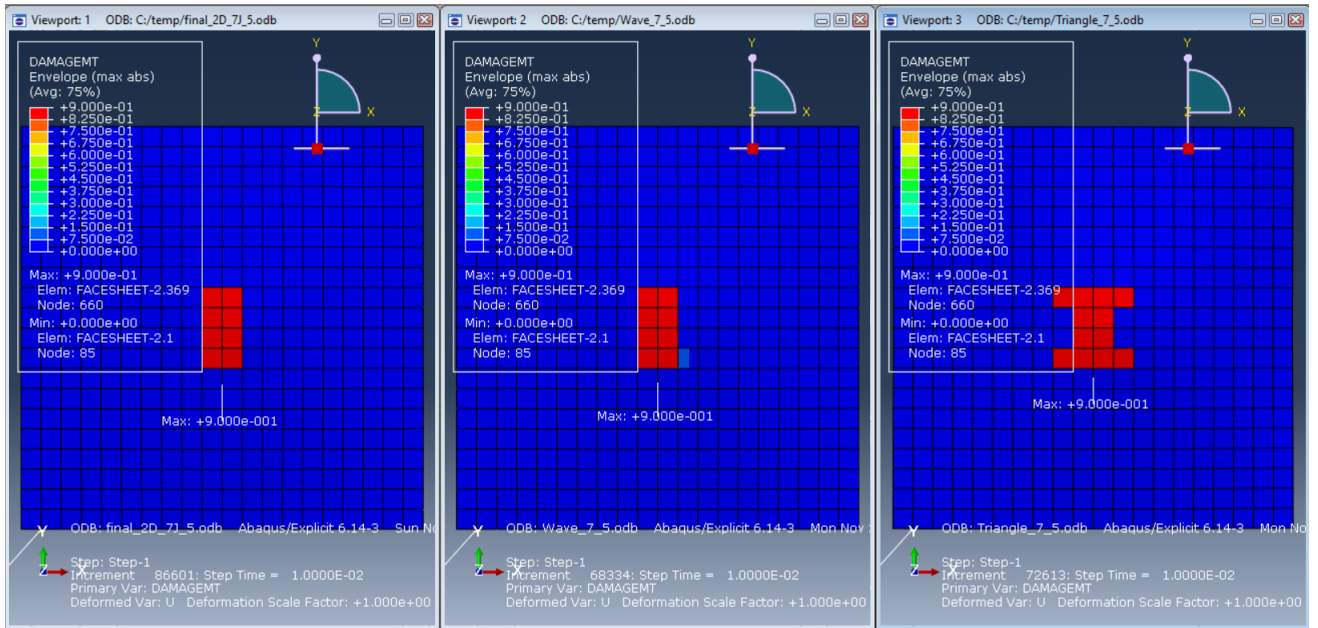 Viewport: 1 ODB: C:/temp/final_2D_7J_5.odb
DAMAGEMT
Envelope (max abs)
(Avg: 75%)
+9.000e-01
+8.250e-01
+7.500e-01
+6.750e-01
+6.000e-01
+5.250e-01
+4.500e-01
+3.750e-01
+3.000e-01
+2.250e-01
+1.500e-01
+7.500e-02
+0.000e+00
Max: +9.000e-01
Elem: FACESHEET-2.369
Node: 660
Min: +0.000e+00
Elem: FACESHEET-2.1
Node: 85
Y
Z X
Max: +9.000e-001
Y
Z X
ODB: final_2D_7J_5.odb Abaqus/Explicit 6.14-3 Sun No
Step: Step-1
Increment 86601: Step Time = 1.0000E-02
Primary Var: DAMAGEMT
Deformed Var: U Deformation Scale Factor: +1.000e+00
Viewport: 2 ODB: C:/temp/Wave_7_5.odb
DAMAGEMT
Envelope (max abs)
(Avg: 75%)
+9.000e-01
+8.250e-01
+7.500e-01
+6.750e-01
+6.000e-01
+5.250e-01
+4.500e-01
+3.750e-01
+3.000e-01
+2.250e-01
+1.500e-01
+7.500e-02
+0.000e+00
Max: +9.000e-01
Elem: FACESHEET-2.369
Node: 660
Min: +0.000e+00
Elem: FACESHEET-2.1
Node: 85
Y
Z X
Max: +9.000e-001
Y
Z X
ODB: Wave_7_5.odb Abaqus/Explicit 6.14-3 Mon Nov
Step: Step-1
Increment 68334: Step Time = 1.0000E-02
Primary Var: DAMAGEMT
Deformed Var: U Deformation Scale Factor: +1.000e+00
Viewport: 3 ODB: C:/temp/Triangle_7_5.odb
DAMAGEMT
Envelope (max abs)
(Avg: 75%)
+9.000e-01
+8.250e-01
+7.500e-01
+6.750e-01
+6.000e-01
+5.250e-01
+4.500e-01
+3.750e-01
+3.000e-01
+2.250e-01
+1.500e-01
+7.500e-02
+0.000e+00
Max: +9.000e-01
Elem: FACESHEET-2.369
Node: 660
Min: +0.000e+00
Elem: FACESHEET-2.1
Node: 85
Y
Z X
Max: +9.000e-001
Y
Z X
ODB: Triangle_7_5.odb Abaqus/Explicit 6.14-3 Mon No
Step: Step-1
Increment 72613: Step Time = 1.0000E-02
Primary Var: DAMAGEMT
Deformed Var: U Deformation Scale Factor: +1.000e+00